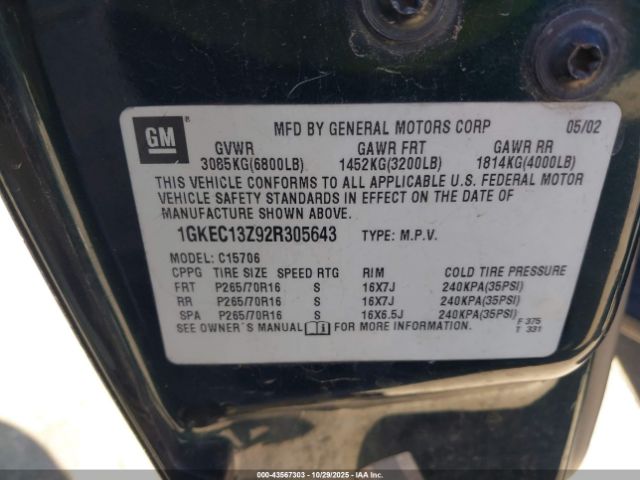 GM ®
MFD BY GENERAL MOTORS CORP 05/02
GVWR GAWR FRT GAWR RR
3085KG(6800LB) 1452KG(3200LB) 1814KG(4000LB)
THIS VEHICLE CONFORMS TO ALL APPLICABLE U.S. FEDERAL MOTOR
VEHICLE SAFETY STANDARDS IN EFFECT ON THE DATE OF
MANUFACTURE SHOWN ABOVE.
1GKEC13Z92R305643 TYPE: M.P.V.
MODEL: C15706
CPPG TIRE SIZE SPEED RTG RIM COLD TIRE PRESSURE
FRT P265/70R16 S 16X7J 240KPA(35PSI)
RR P265/70R16 S 16X7J 240KPA(35PSI)
SPA P265/70R16 S 16X6.5J 240KPA(35PSI)
SEE OWNER'S MANUAL FOR MORE INFORMATION.
F 375
T 331
000-43567303 - 10/29/2025 - IAAI.com